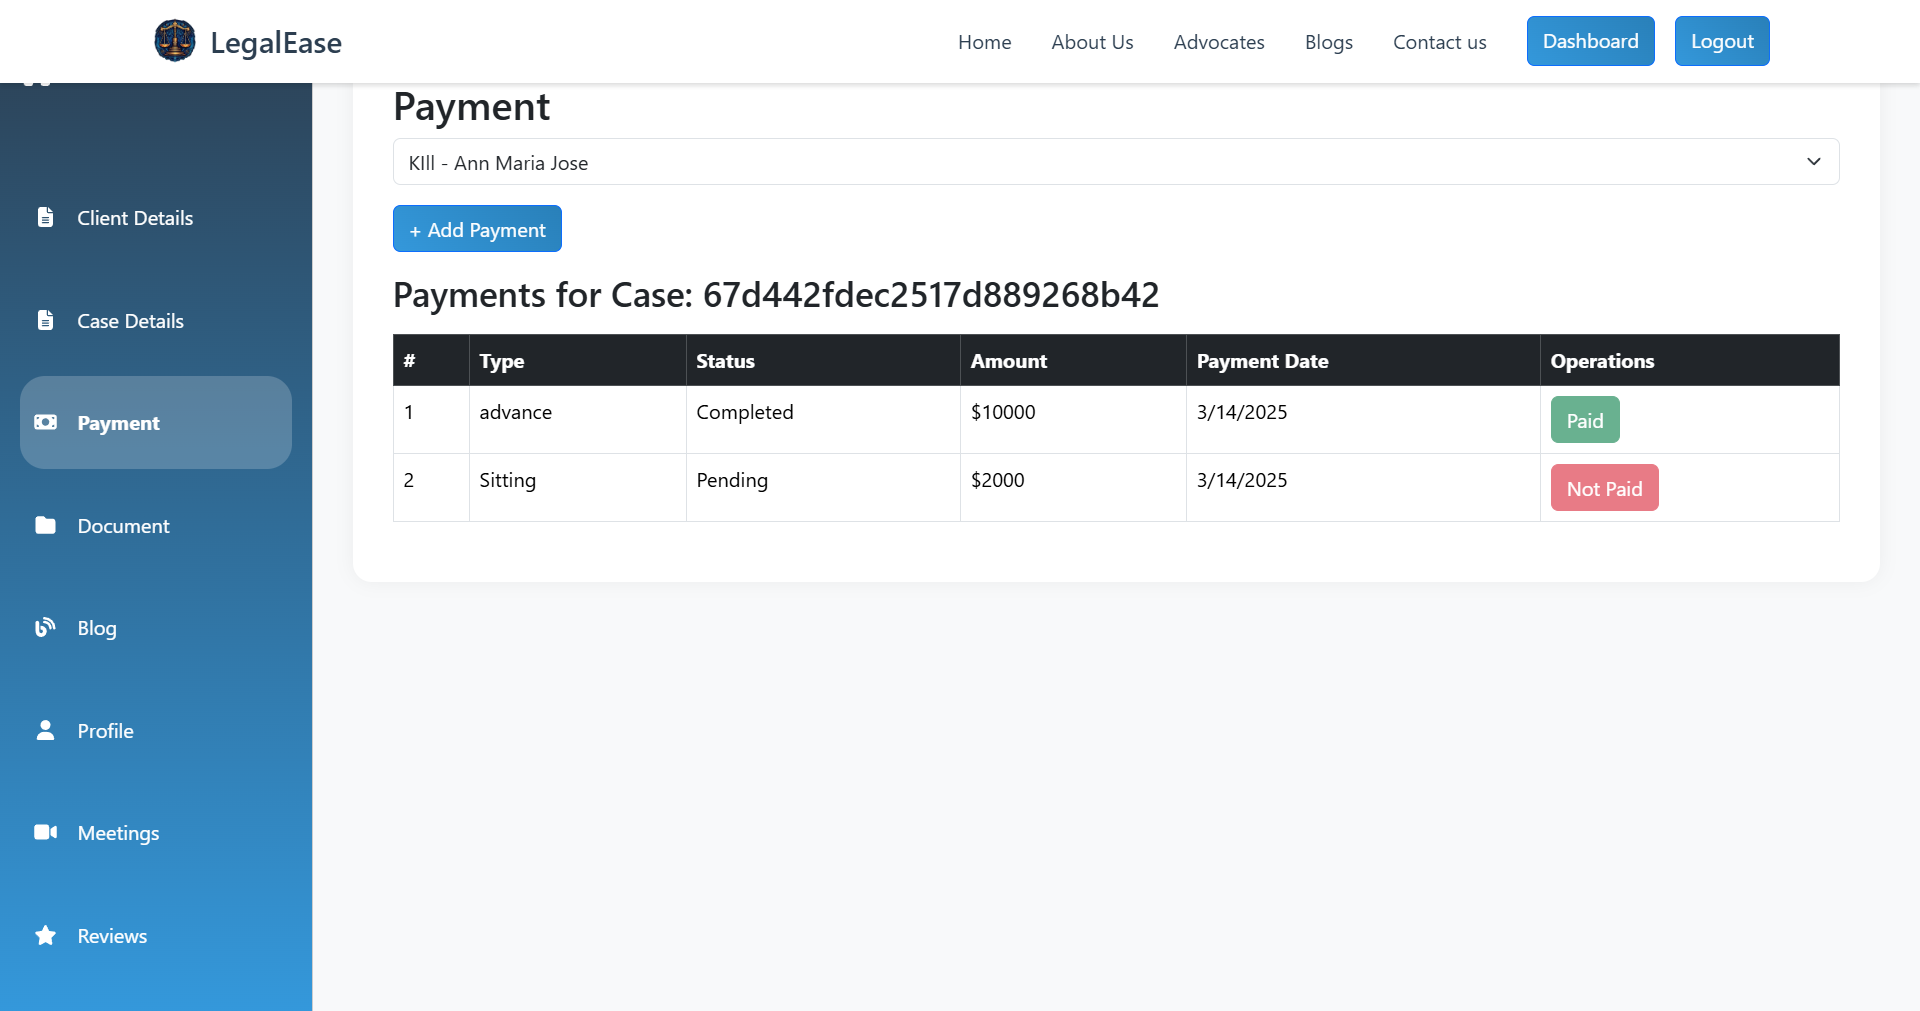 LegalEase
Home About Us Advocates Blogs Contact us Dashboard Logout
Client Details
Case Details
Payment
Document
Blog
Profile
Meetings
Reviews
Payment
KIll - Ann Maria Jose
+ Add Payment
Payments for Case: 67d442fdec2517d889268b42
# Type Status Amount Payment Date Operations
1 advance Completed $10000 3/14/2025 Paid
2 Sitting Pending $2000 3/14/2025 Not Paid